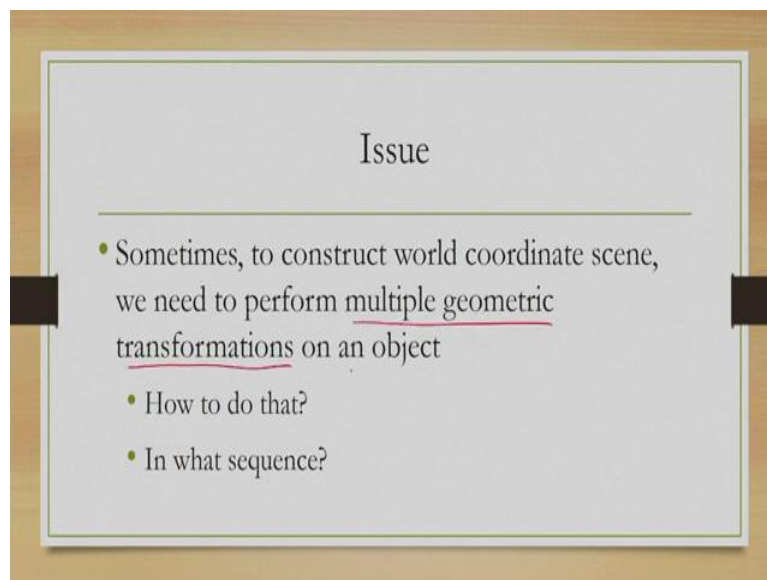 Issue
• Sometimes, to construct world coordinate scene,
we need to perform multiple geometric
transformations on an object
• How to do that?
• In what sequence?